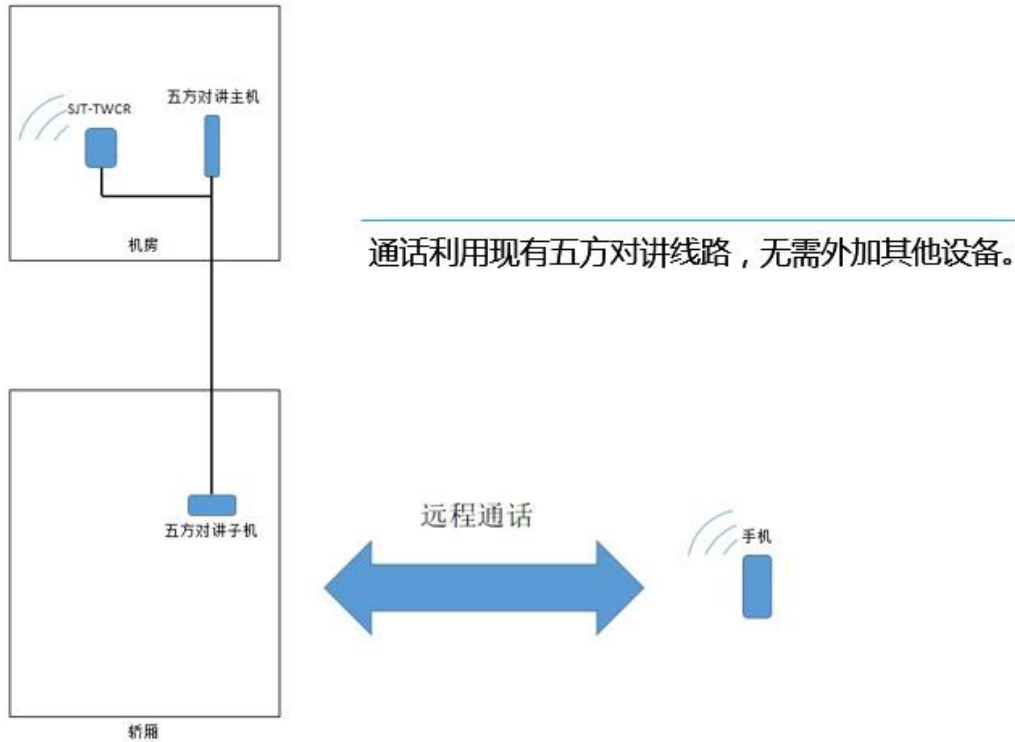 SJT-TWCR
五方对讲主机
机房
通话利用现有五方对讲线路，无需外加其他设备。
五方对讲子机
远程通话
手机
轿厢